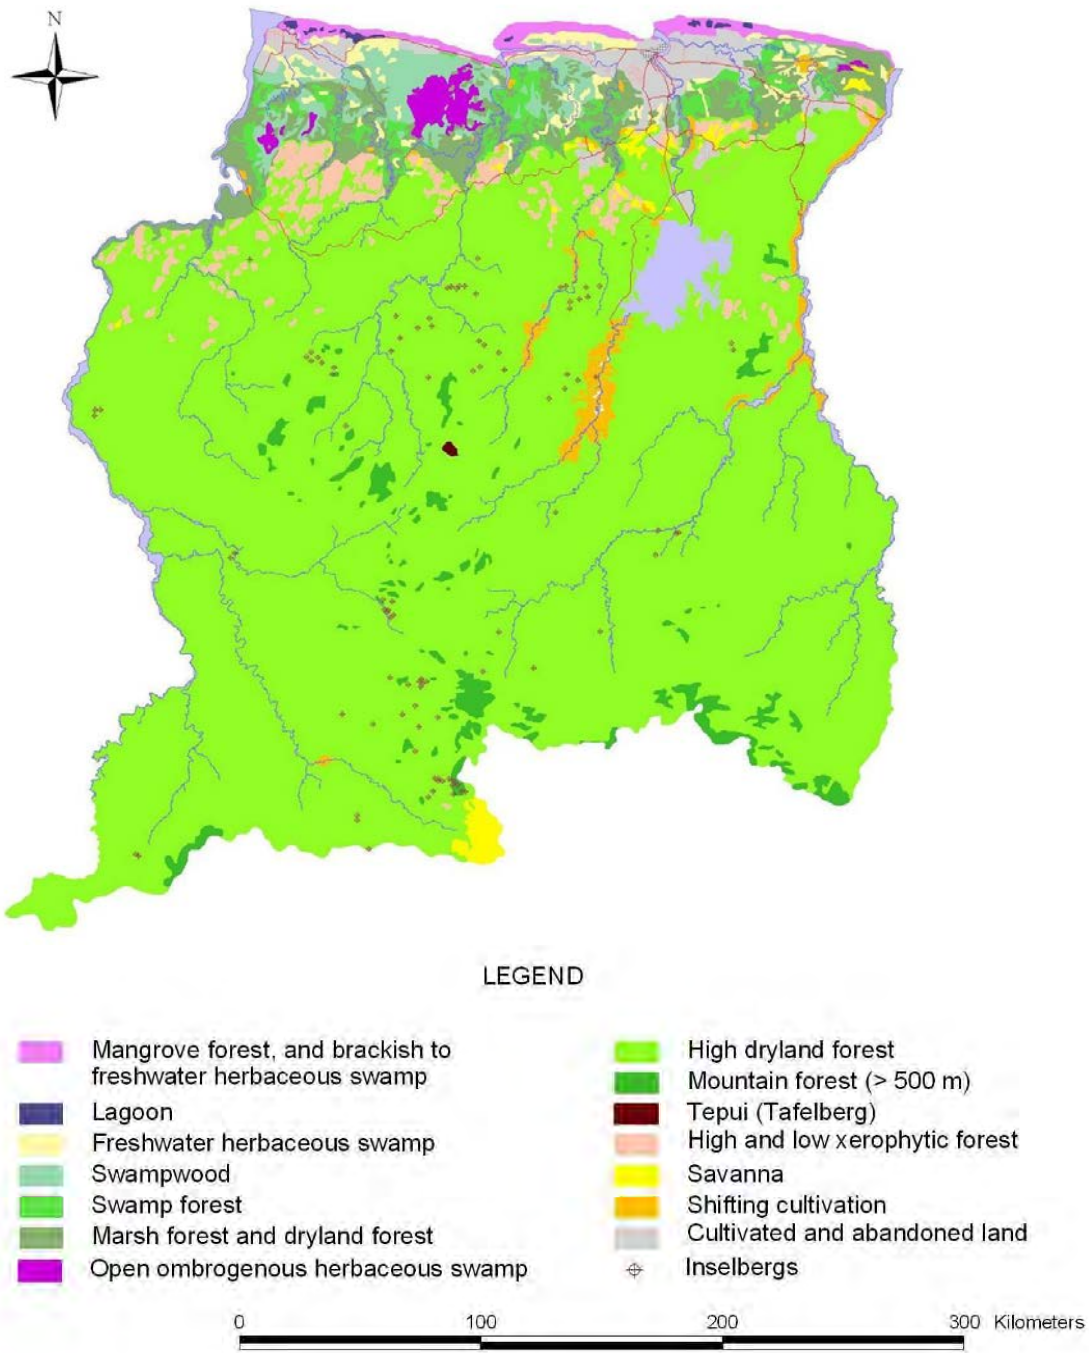 N
LEGEND
Mangrove forest, and brackish to
freshwater herbaceous swamp
Lagoon
Freshwater herbaceous swamp
Swampwood
Swamp forest
Marsh forest and dryland forest
Open ombrogenous herbaceous swamp
High dryland forest
Mountain forest (> 500 m)
Tepui (Tafelberg)
High and low xerophytic forest
Savanna
Shifting cultivation
Cultivated and abandoned land
Inselbergs
0 100 200 300 Kilometers